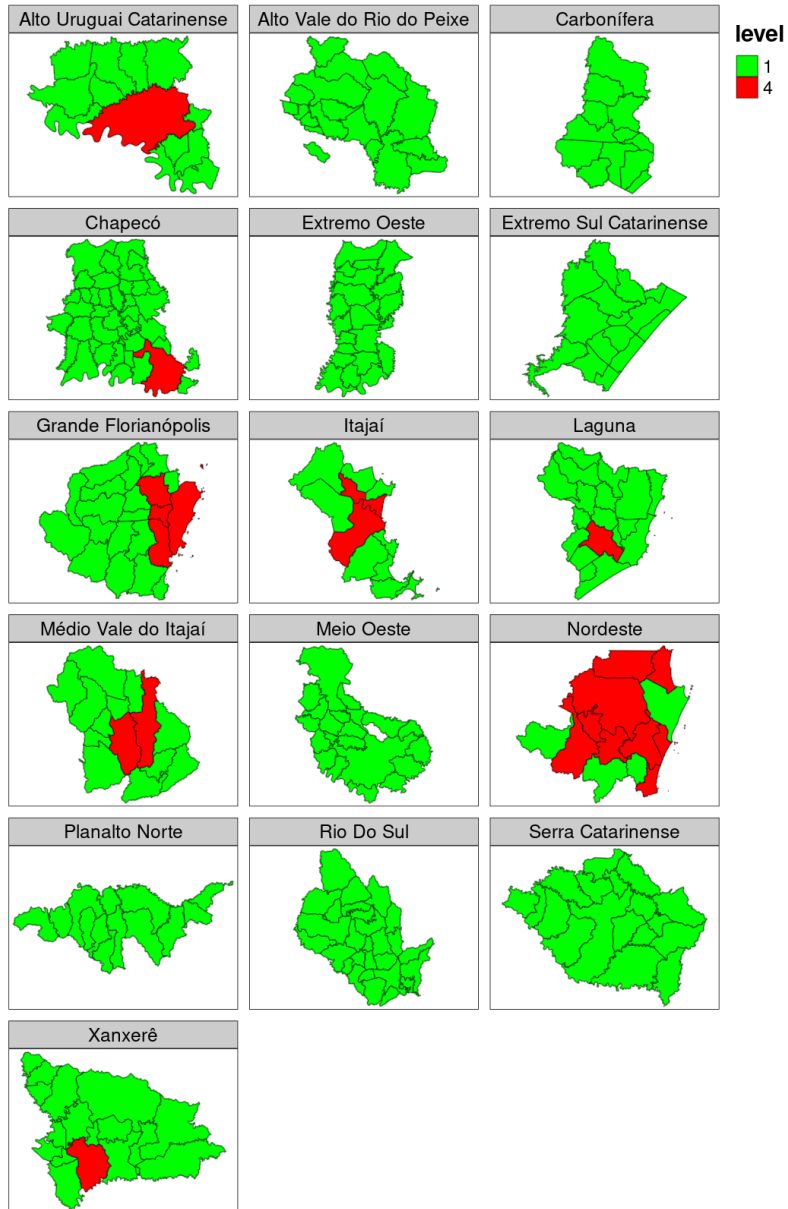 Alto Uruguai Catarinense
Alto Vale do Rio do Peixe
Carbonífera
level
1
4
Chapecó
Extremo Oeste
Extremo Sul Catarinense
Grande Florianópolis
Itajaí
Laguna
Médio Vale do Itajaí
Meio Oeste
Nordeste
Planalto Norte
Rio Do Sul
Serra Catarinense
Xanxerê